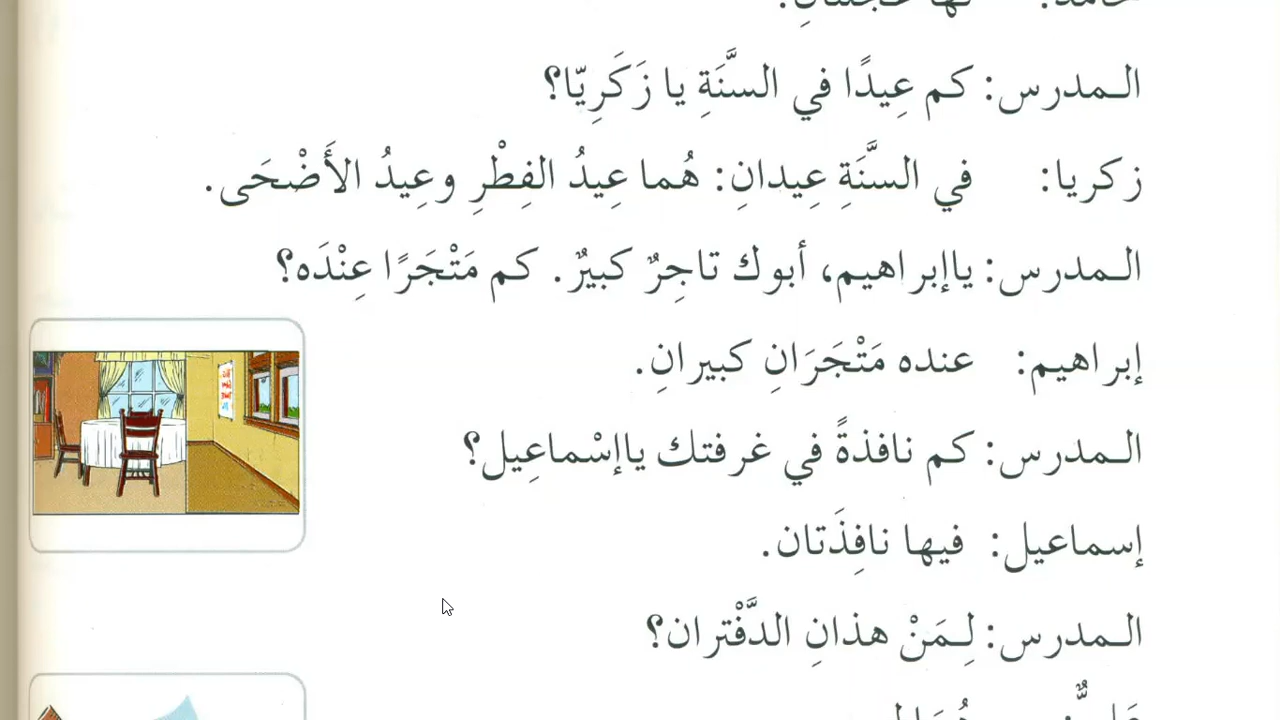 المدرس: كم عِيدًا في السَّنَةِ يا زَكَرِيّا؟
زكريا: في السَّنَةِ عِيدانِ: هُما عِيدُ الفِطْرِ وعِيدُ الأَضْحَى.
المدرس: ياإبراهيم، أبوك تاجِرٌ كبيرٌ. كم مَتْجَرًا عِنْدَه؟
إبراهيم: عنده مَتْجَرَانِ كبيرانِ.
المدرس: كم نافذةً في غرفتك ياإسْماعِيل؟
إسماعيل: فيها نافِذَتان.
المدرس: لِمَنْ هذانِ الدَّفْتران؟